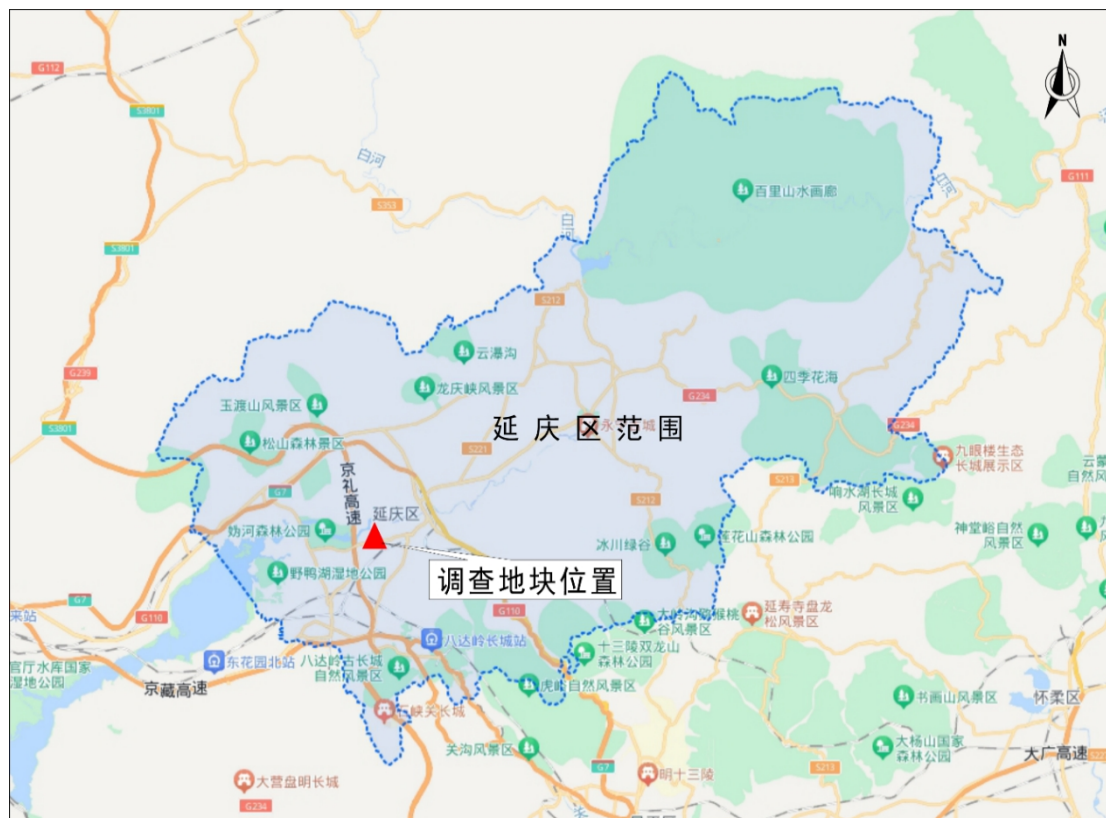 N
G112
S3801
白河
S353
G111
白河
红河
百里山水画廊
S3801
S212
云瀑沟
G239
龙庆峡风景区
四季花海
玉渡山风景区
G234
S3801
松山森林景区
延庆区范围
永
城
G234
S221
九眼楼生态
长城展示区
云蒙
自然风
京礼高速
G7
S213
响水湖长城
风景区
S212
延庆区
妫河森林公园
冰川绿谷
莲花山森林公园
神堂峪自然
风景区
九
调查地块位置
野鸭湖湿地公园
G7
G110
来站
G110
延寿寺盘龙
松风景区
谷风景区
八达岭长城站
十三陵双龙山
森林公园
官厅水库国家
湿地公园
东花园北站
八达岭古长城
自然风景区
京藏高速
虎峪自然风景区
书画山风景区
怀柔区
石峡关长城
关沟风景区
大杨山国家
森林公园
大广高速
G7
明十三陵
S213
大营盘明长城
G234